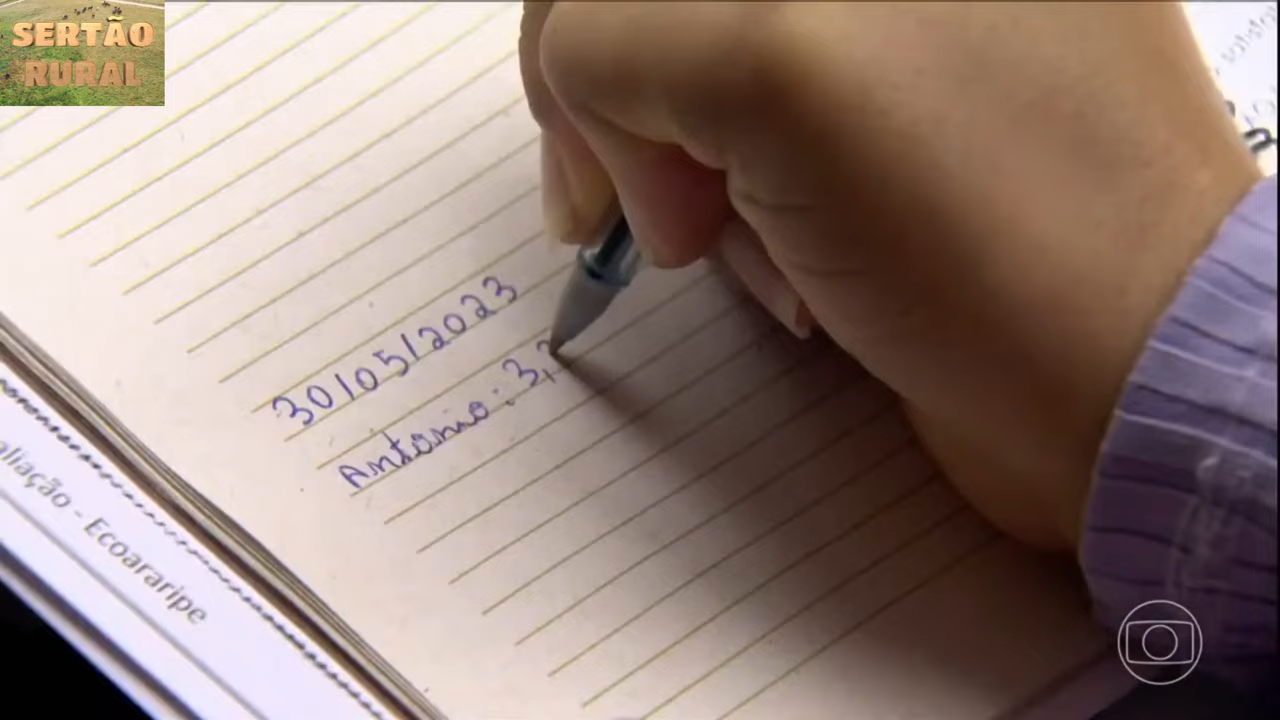 SERTÃO
RURAL
30/05/2023
Antonio: 3,
aliação - Ecoararipe